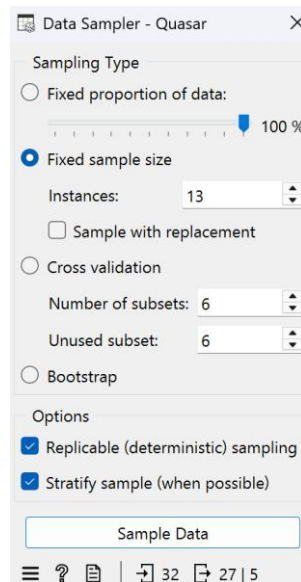 Data Sampler - Quasar
Sampling Type
Fixed proportion of data:
100 %
Fixed sample size
Instances: 13
Sample with replacement
Cross validation
Number of subsets: 6
Unused subset: 6
Bootstrap
Options
Replicable (deterministic) sampling
Stratify sample (when possible)
Sample Data
? 32 27 | 5